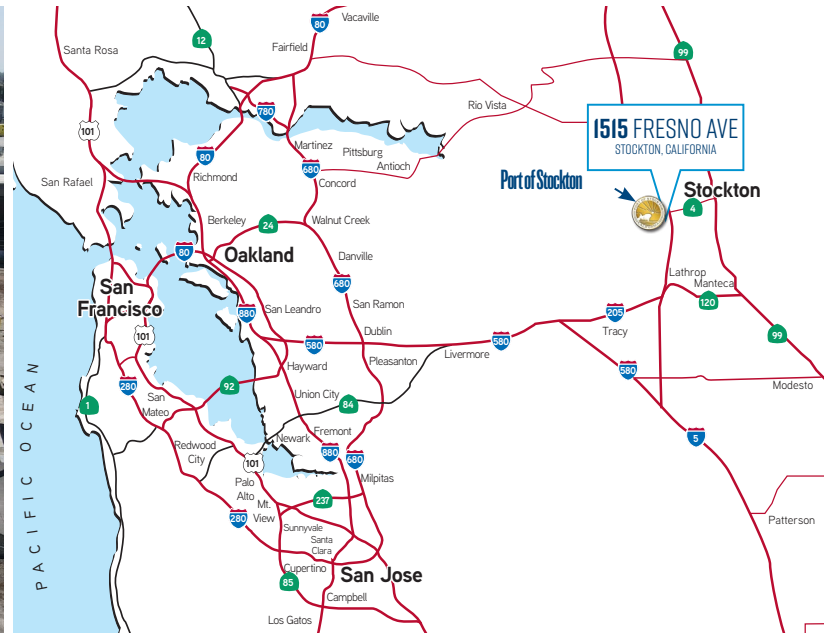 80
Vacaville
12
Santa Rosa
Fairfield
99
Rio Vista
780
101
1515 FRESNO AVE
STOCKTON, CALIFORNIA
Martinez
Pittsburg
Antioch
80
680
Concord
San Rafael
Richmond
Port of Stockton
Stockton
4
Berkeley
24
Walnut Creek
80
Oakland
Danville
680
Lathrop
Manteca
San
Francisco
San Leandro
880
San Ramon
120
205
101
580
Dublin
580
Tracy
99
Livermore
Hayward
Pleasanton
580
280
92
Modesto
1
San
Mateo
Union City
84
PACIFIC OCEAN
Redwood
City
Newark
Fremont
5
101
880
680
Palo
Alto
Milpitas
Mt.
View
237
280
Sunnyvale
Patterson
Santa
Clara
Cupertino
San Jose
85
Campbell
Los Gatos